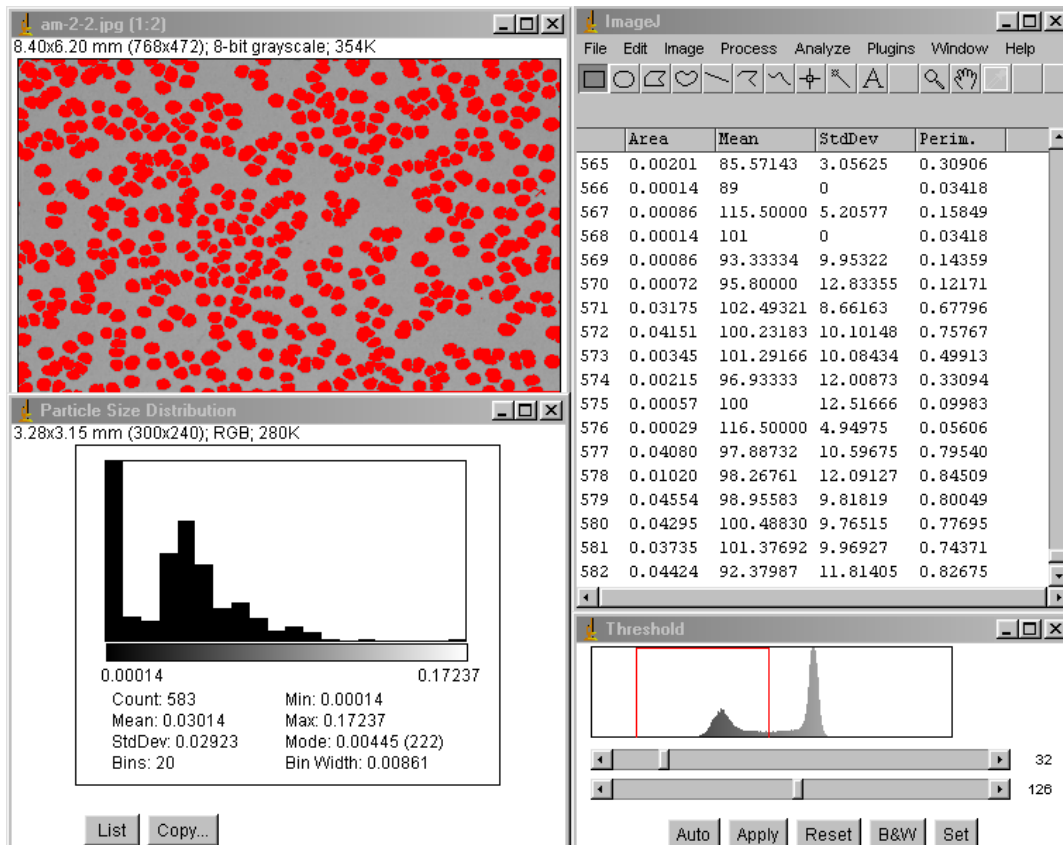 am-2-2.jpg (1:2)
8.40x6.20 mm (768x472); 8-bit grayscale; 354K
Particle Size Distribution
3.28x3.15 mm (300x240); RGB; 280K
0.00014 0.17237
Count: 583 Min: 0.00014
Mean: 0.03014 Max: 0.17237
StdDev: 0.02923 Mode: 0.00445 (222)
Bins: 20 Bin Width: 0.00861
List Copy...
ImageJ
File Edit Image Process Analyze Plugins Window Help
A
Area Mean StdDev Perim.
565 0.00201 85.57143 3.05625 0.30906
566 0.00014 89 0 0.03418
567 0.00086 115.50000 5.20577 0.15849
568 0.00014 101 0 0.03418
569 0.00086 93.33334 9.95322 0.14359
570 0.00072 95.80000 12.83355 0.12171
571 0.03175 102.49321 8.66163 0.67796
572 0.04151 100.23183 10.10148 0.75767
573 0.00345 101.29166 10.08434 0.49913
574 0.00215 96.93333 12.00873 0.33094
575 0.00057 100 12.51666 0.09983
576 0.00029 116.50000 4.94975 0.05606
577 0.04080 97.88732 10.59675 0.79540
578 0.01020 98.26761 12.09127 0.84509
579 0.04554 98.95583 9.81819 0.80049
580 0.04295 100.48830 9.76515 0.77695
581 0.03735 101.37692 9.96927 0.74371
582 0.04424 92.37987 11.81405 0.82675
Threshold
32
126
Auto Apply Reset B&W Set